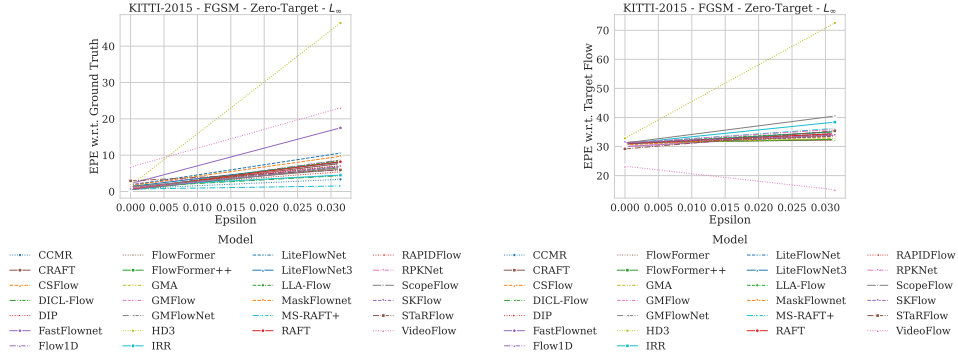 KITTI-2015 - FGSM - Zero-Target - L∞
EPE w.r.t. Ground Truth
40
30
20
10
0
0.000 0.005 0.010 0.015 0.020 0.025 0.030
Epsilon
Model
CCMR FlowFormer LiteFlowNet RAPIDFlow
CRAFT FlowFormer++ LiteFlowNet3 RPKNet
CSFlow GMA LLA-Flow ScopeFlow
DICL-Flow GMFlow MaskFlownet SKFlow
DIP GMFlowNet MS-RAFT+ STaRFlow
FastFlownet HD3 RAFT VideoFlow
Flow1D IRR
KITTI-2015 - FGSM - Zero-Target - L∞
EPE w.r.t. Target Flow
70
60
50
40
30
20
0.000 0.005 0.010 0.015 0.020 0.025 0.030
Epsilon
Model
CCMR FlowFormer LiteFlowNet RAPIDFlow
CRAFT FlowFormer++ LiteFlowNet3 RPKNet
CSFlow GMA LLA-Flow ScopeFlow
DICL-Flow GMFlow MaskFlownet SKFlow
DIP GMFlowNet MS-RAFT+ STaRFlow
FastFlownet HD3 RAFT VideoFlow
Flow1D IRR